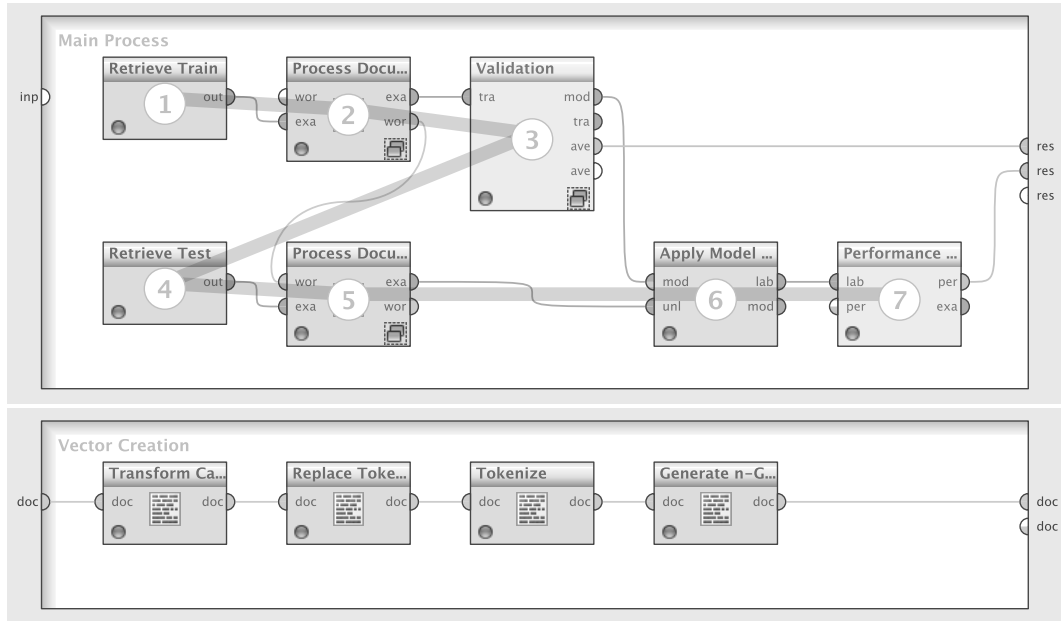 Main Process
Retrieve Train
Process Docu...
Validation
inp
1
out
wor
exa
2
exa
wor
tra
mod
3
tra
ave
ave
res
res
res
Retrieve Test
Process Docu...
Apply Model ...
Performance ...
4
out
wor
exa
5
exa
wor
mod
lab
6
unl
mod
lab
per
7
per
exa
Vector Creation
Transform Ca...
Replace Toke...
Tokenize
Generate n-G...
doc
doc
doc
doc
doc
doc
doc
doc
doc
doc
doc